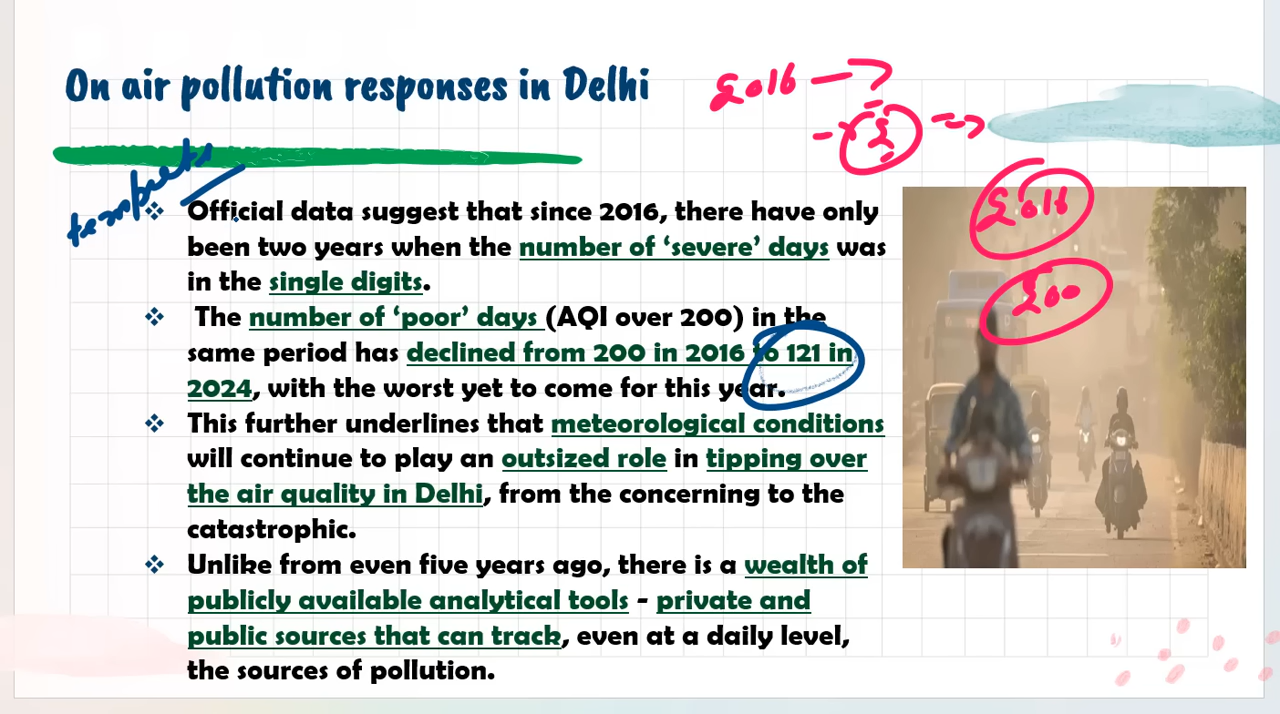 On air pollution responses in Delhi
2016 →
- 2 ⇒
2016
200
❖ Official data suggest that since 2016, there have only
been two years when the number of ‘severe’ days was
in the single digits.
❖ The number of ‘poor’ days (AQI over 200) in the
same period has declined from 200 in 2016 to 121 in
2024, with the worst yet to come for this year.
❖ This further underlines that meteorological conditions
will continue to play an outsized role in tipping over
the air quality in Delhi, from the concerning to the
catastrophic.
❖ Unlike from even five years ago, there is a wealth of
publicly available analytical tools - private and
public sources that can track, even at a daily level,
the sources of pollution.